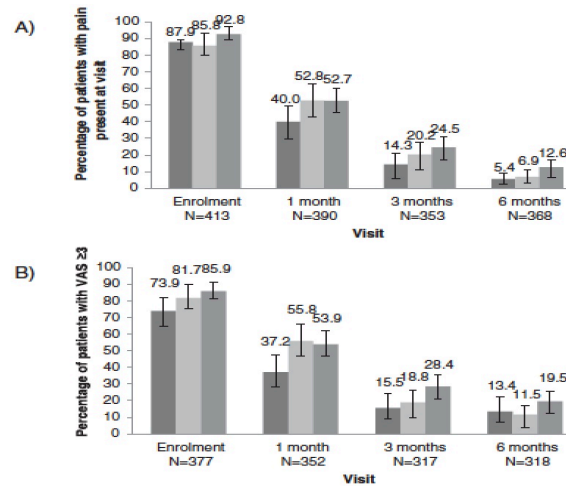 A)
Percentage of patients with pain
present at visit
100
90
80
70
60
50
40
30
20
10
0
87.9 85.8 92.8
40.0 52.8 52.7
14.3 20.2 24.5
5.4 6.9 12.6
Enrolment 1 month 3 months 6 months
N=413 N=390 N=353 N=368
Visit
B)
Percentage of patients with VAS ≥3
100
90
80
70
60
50
40
30
20
10
0
73.9 81.7 85.9
37.2 55.8 53.9
15.5 18.8 28.4
13.4 11.5 19.5
Enrolment 1 month 3 months 6 months
N=377 N=352 N=317 N=318
Visit